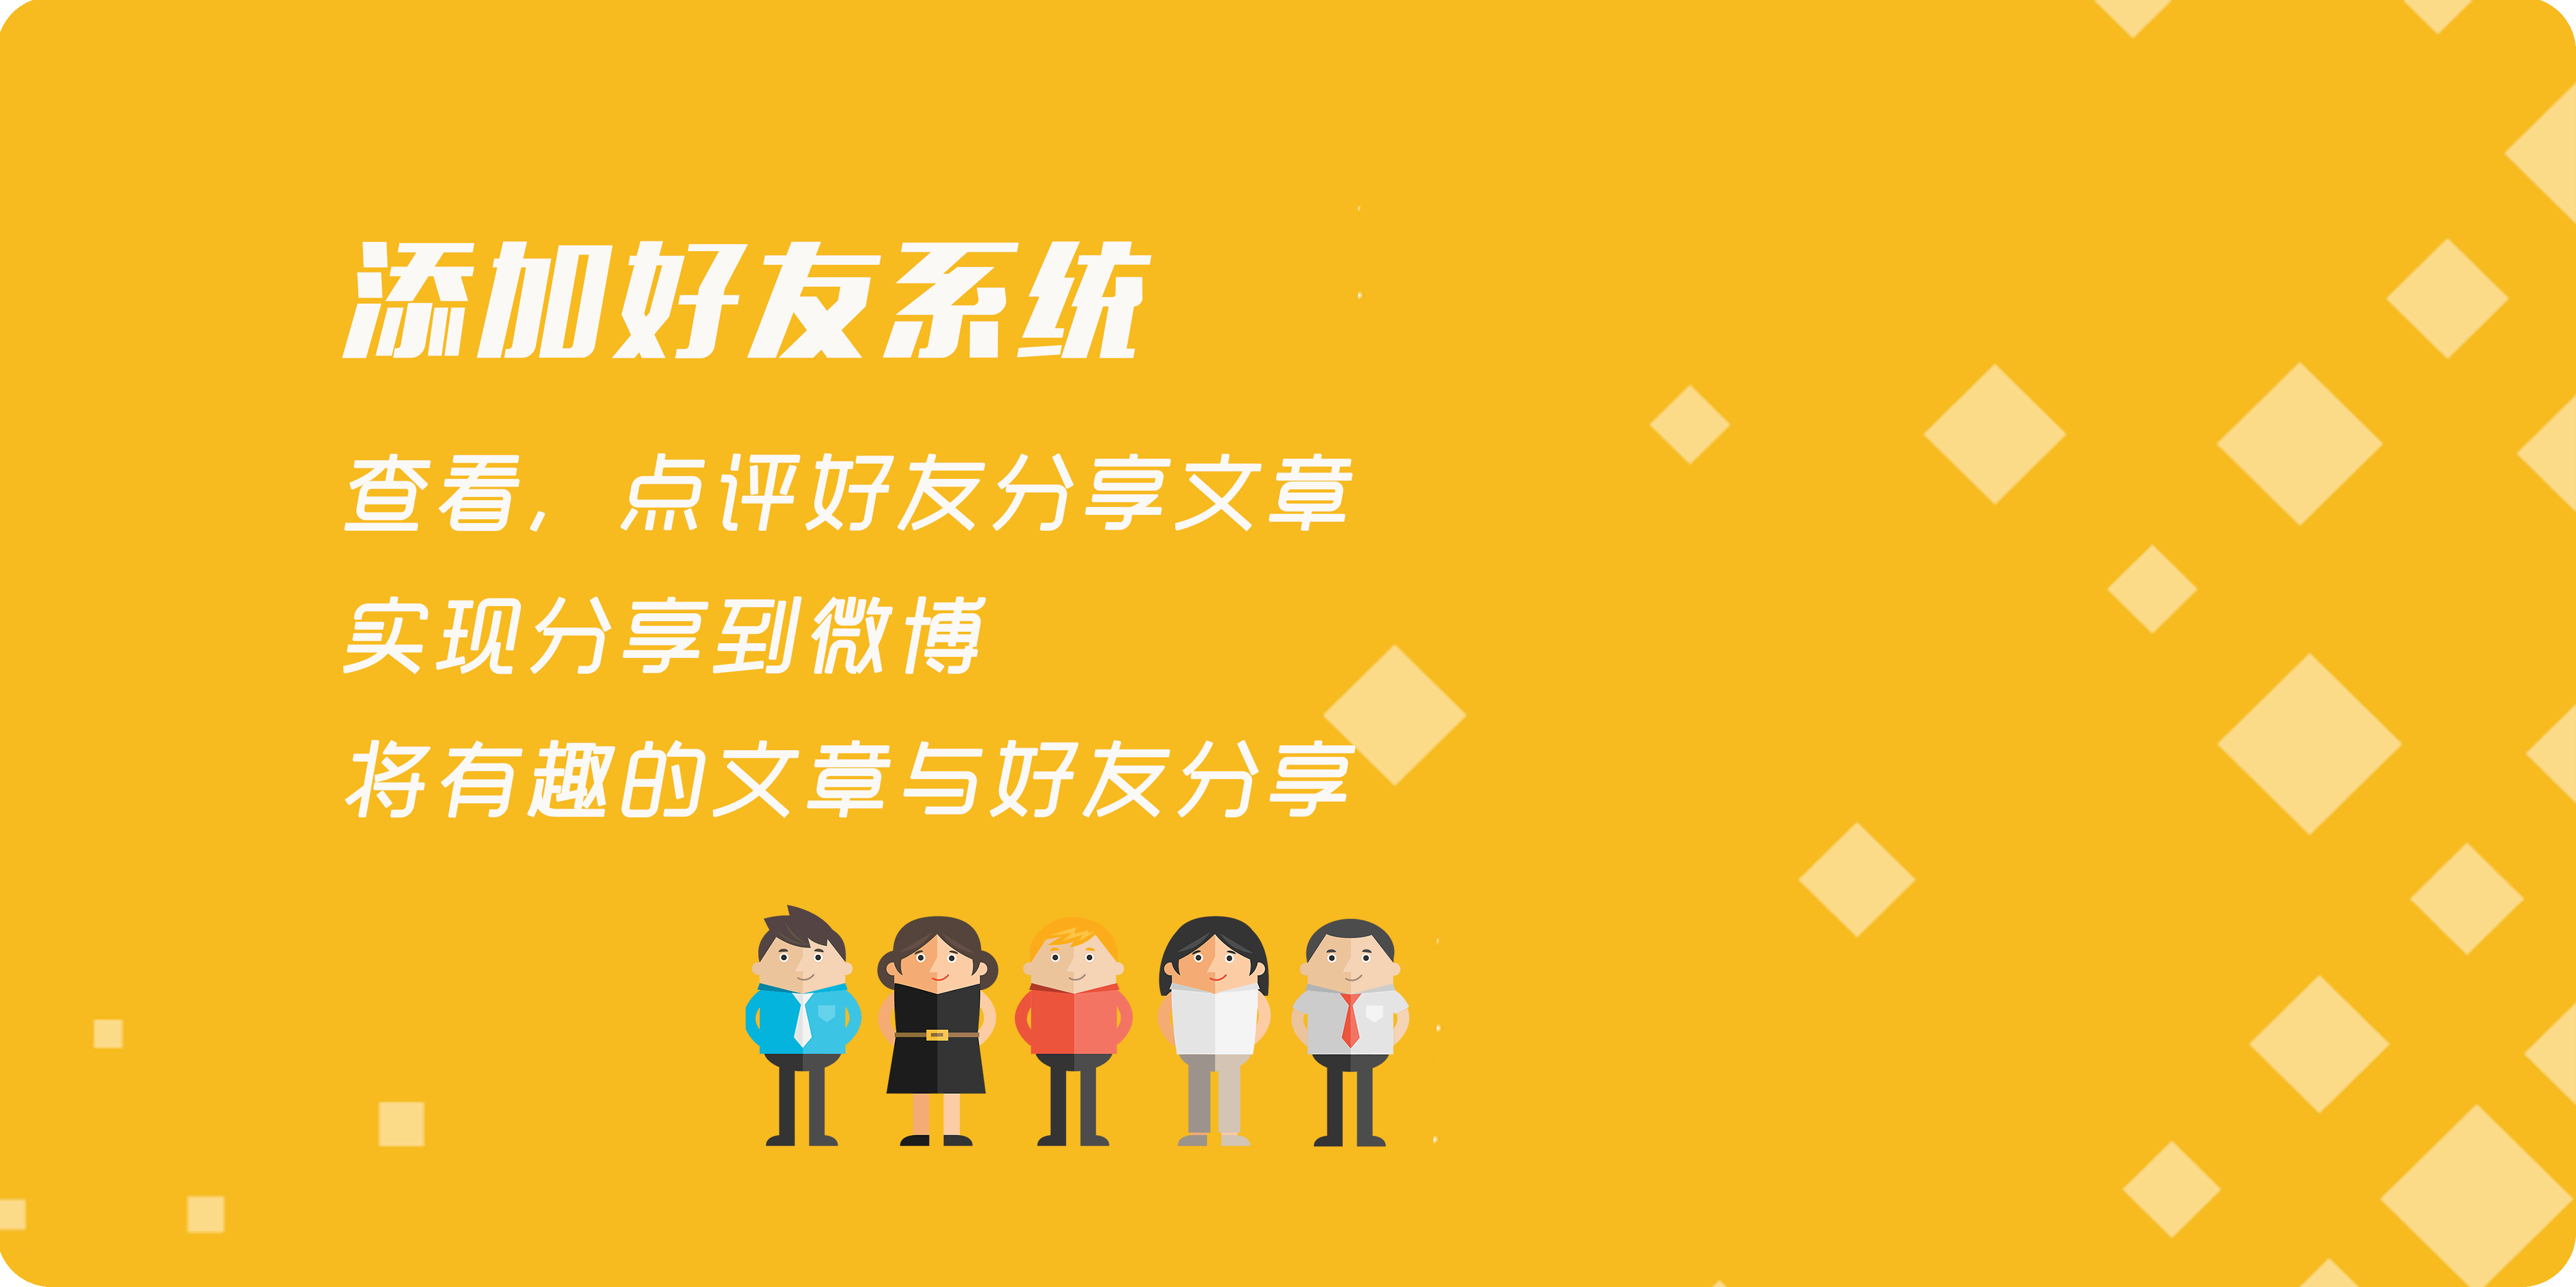 添加好友系统
查看，点评好友分享文章
实现分享到微博
将有趣的文章与好友分享